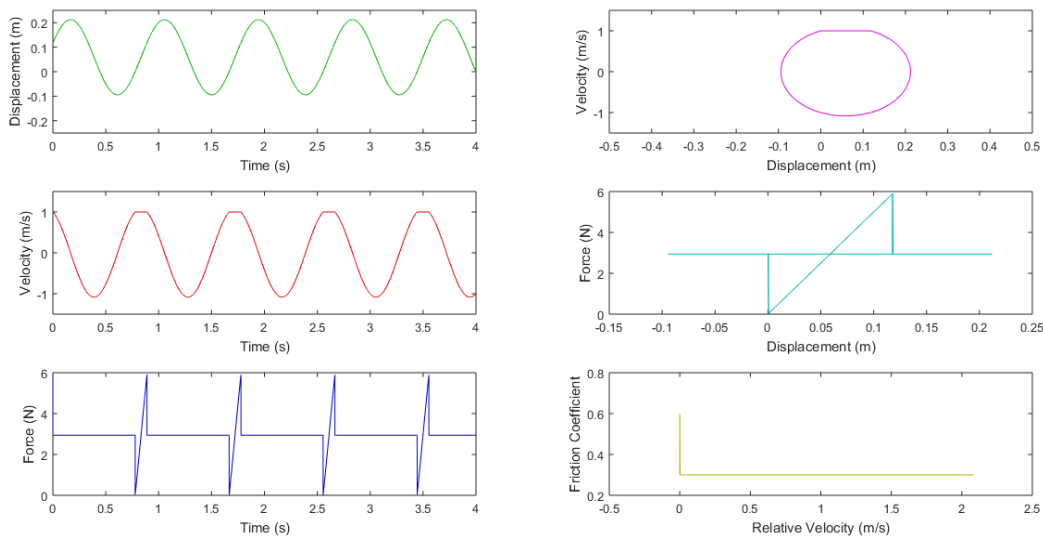 Displacement (m)
0.2
0.1
0
-0.1
-0.2
0 0.5 1 1.5 2 2.5 3 3.5 4
Time (s)
Velocity (m/s)
1
0
-1
-0.5 -0.4 -0.3 -0.2 -0.1 0 0.1 0.2 0.3 0.4 0.5
Displacement (m)
Velocity (m/s)
1
0
-1
0 0.5 1 1.5 2 2.5 3 3.5 4
Time (s)
Force (N)
6
4
2
0
-0.15 -0.1 -0.05 0 0.05 0.1 0.15 0.2 0.25
Displacement (m)
Force (N)
6
4
2
0
0 0.5 1 1.5 2 2.5 3 3.5 4
Time (s)
Friction Coefficient
0.8
0.6
0.4
0.2
-0.5 0 0.5 1 1.5 2 2.5
Relative Velocity (m/s)